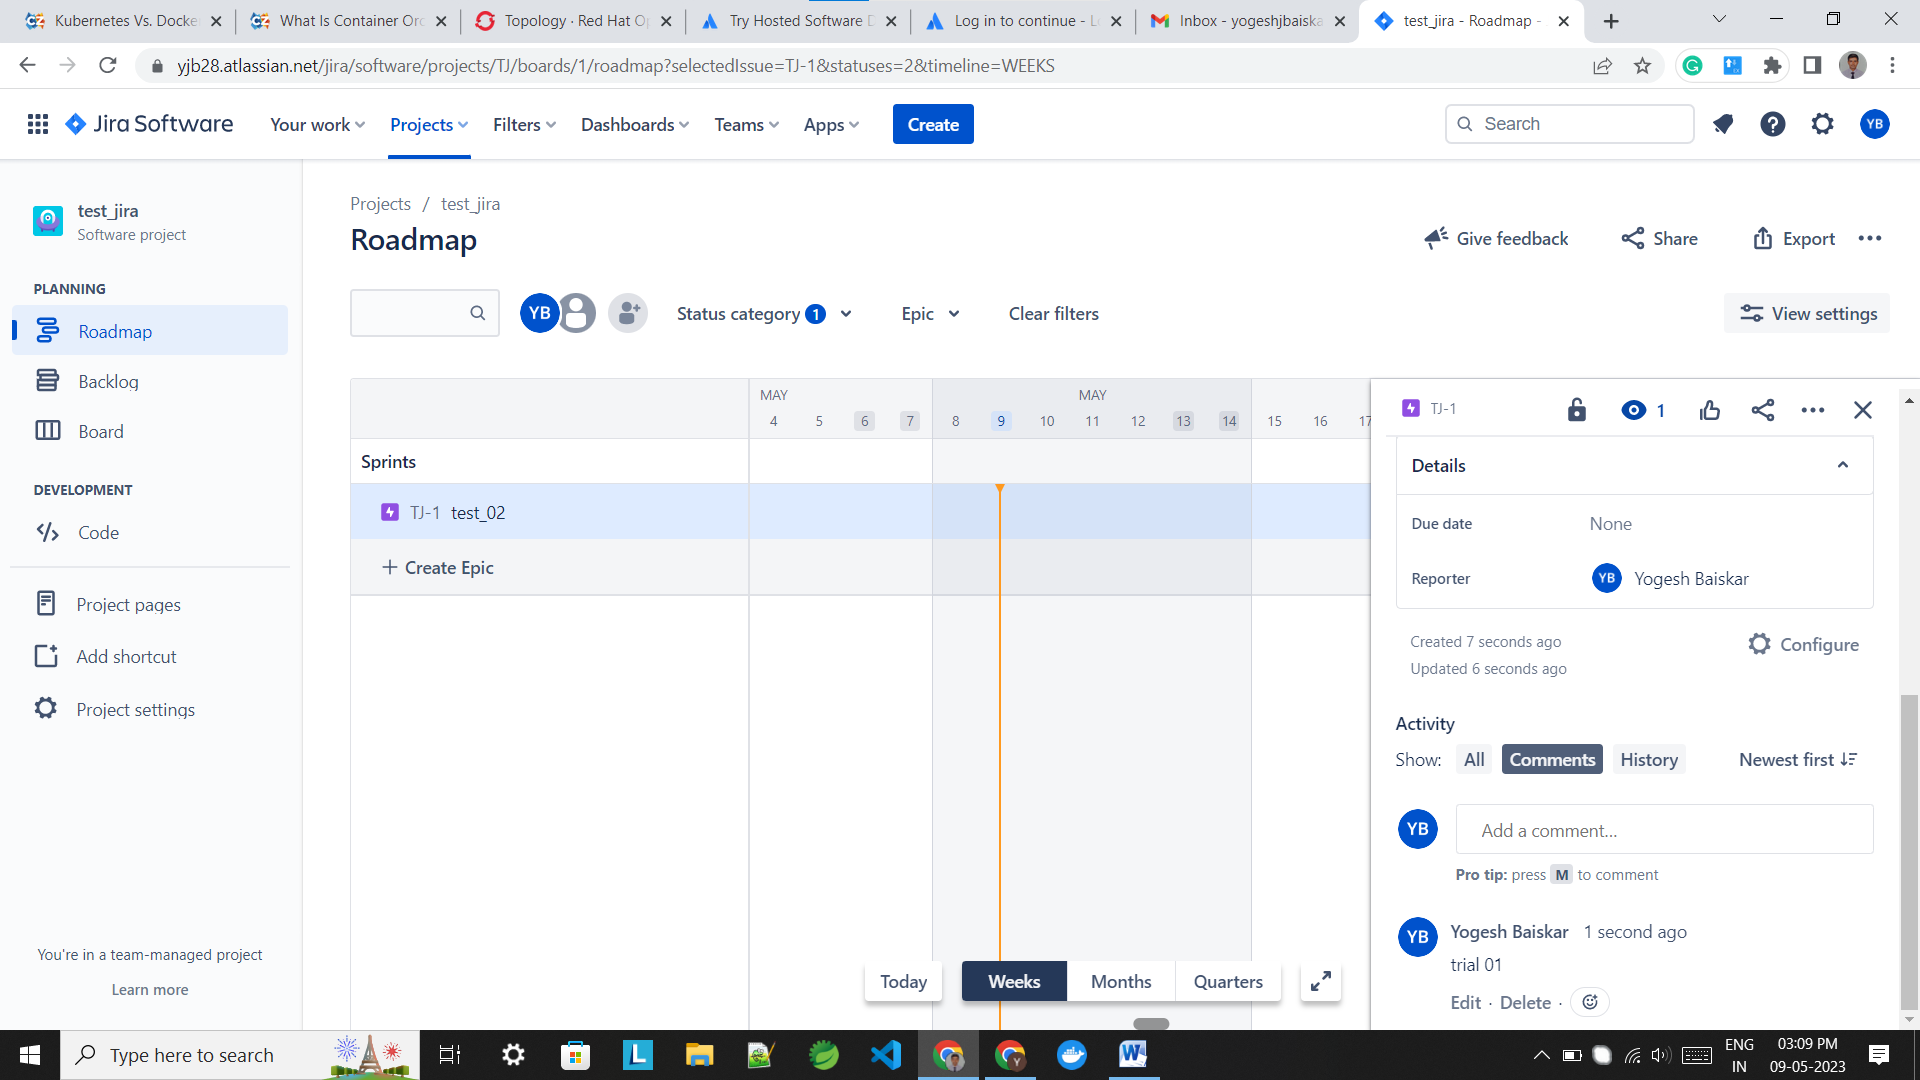 Kubernetes Vs. Docke
What Is Container Orc
Topology · Red Hat Op
Try Hosted Software D
Log in to continue - Lo
Inbox - yogeshjbaiska
test_jira - Roadmap -
yjb28.atlassian.net/jira/software/projects/TJ/boards/1/roadmap?selectedIssue=TJ-1&statuses=2&timeline=WEEKS
Jira Software
Your work
Projects
Filters
Dashboards
Teams
Apps
Create
Search
YB
test_jira
Software project
PLANNING
Roadmap
Backlog
Board
DEVELOPMENT
Code
Project pages
Add shortcut
Project settings
You're in a team-managed project
Learn more
Projects / test_jira
Roadmap
Give feedback
Share
Export
YB
Status category 1
Epic
Clear filters
View settings
MAY MAY
4 5 6 7 8 9 10 11 12 13 14 15 16 17
Sprints
TJ-1 test_02
+ Create Epic
Today
Weeks
Months
Quarters
TJ-1
1
Details
Due date None
Reporter YB Yogesh Baiskar
Created 7 seconds ago
Updated 6 seconds ago
Configure
Activity
Show: All Comments History
Newest first
YB Add a comment...
Pro tip: press M to comment
YB Yogesh Baiskar 1 second ago
trial 01
Edit · Delete ·
Type here to search
L
Y
W
ENG
IN
03:09 PM
09-05-2023